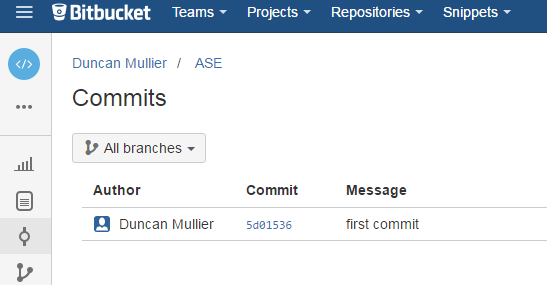 Bitbucket Teams Projects Repositories Snippets
Duncan Mullier / ASE
Commits
All branches
Author Commit Message
Duncan Mullier 5d01536 first commit